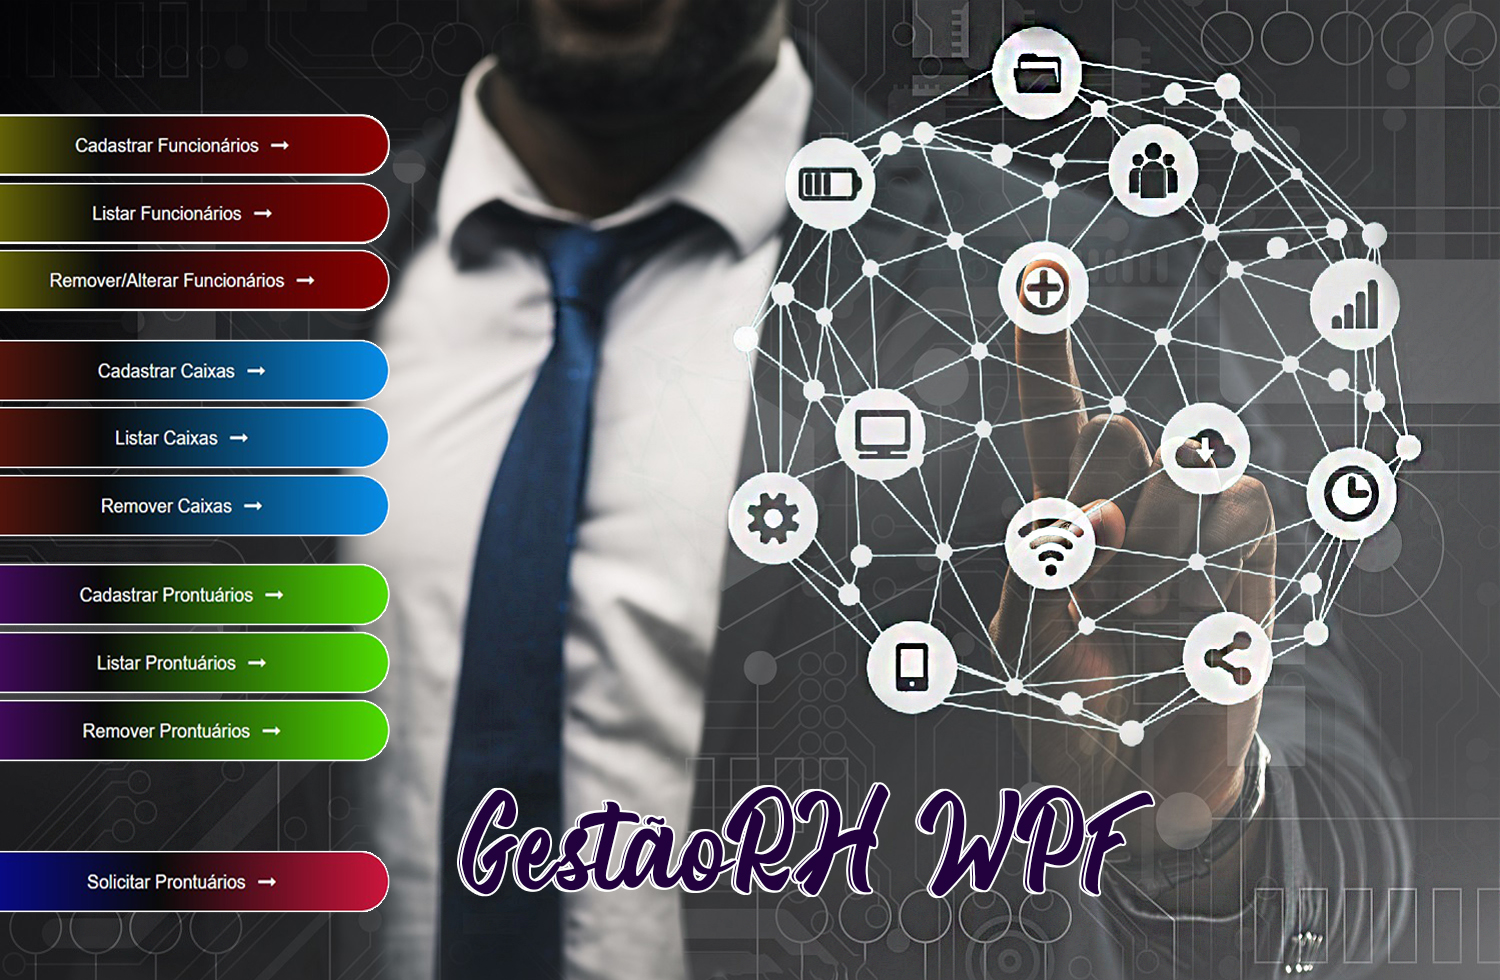 Cadastrar Funcionários
Listar Funcionários
Remover/Alterar Funcionários
Cadastrar Caixas
Listar Caixas
Remover Caixas
Cadastrar Prontuários
Listar Prontuários
Remover Prontuários
Solicitar Prontuários
GestãoRH WPF